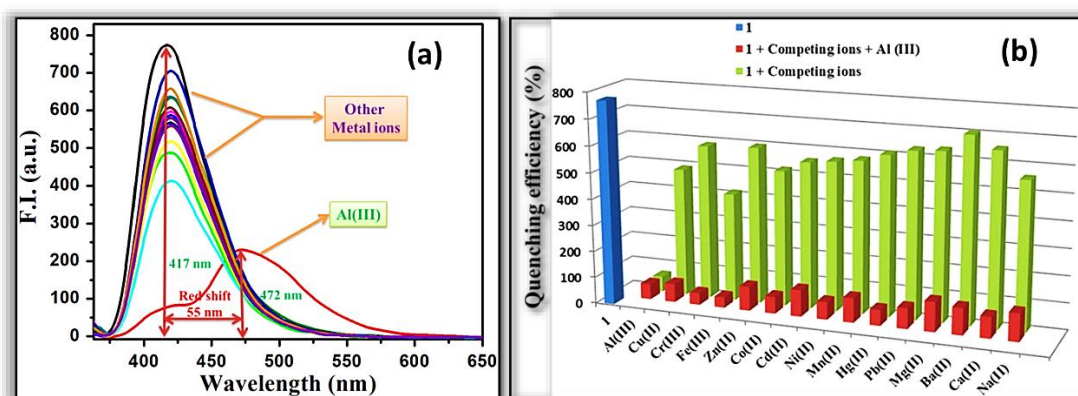 (a)
F.I. (a.u.)
800
700
600
500
400
300
200
100
0
Other
Metal ions
Al(III)
417 nm
Red shift
55 nm
472 nm
400
450
500
550
600
650
Wavelength (nm)
(b)
1
1 + Competing ions + Al (III)
1 + Competing ions
Quenching efficiency (%)
800
700
600
500
400
300
200
100
0
1
Al(III)
Cu(II)
Cr(III)
Fe(III)
Zn(II)
Co(II)
Cd(II)
Ni(II)
Mn(II)
Hg(II)
Pb(II)
Mg(II)
Ba(II)
Ca(II)
Na(II)